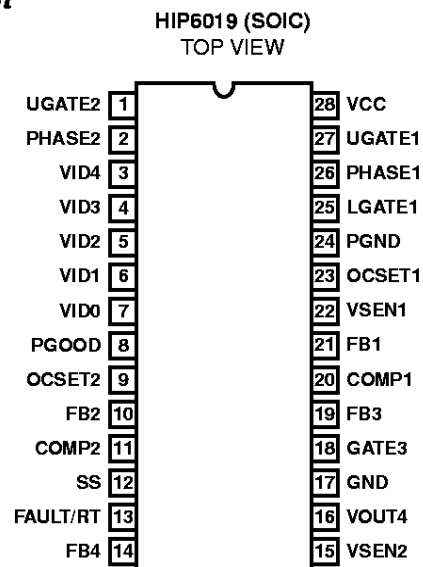 HIP6019 (SOIC)
TOP VIEW
UGATE2 1 28 VCC
PHASE2 2 27 UGATE1
VID4 3 26 PHASE1
VID3 4 25 LGATE1
VID2 5 24 PGND
VID1 6 23 OCSET1
VID0 7 22 VSEN1
PGOOD 8 21 FB1
OCSET2 9 20 COMP1
FB2 10 19 FB3
COMP2 11 18 GATE3
SS 12 17 GND
FAULT/RT 13 16 VOUT4
FB4 14 15 VSEN2